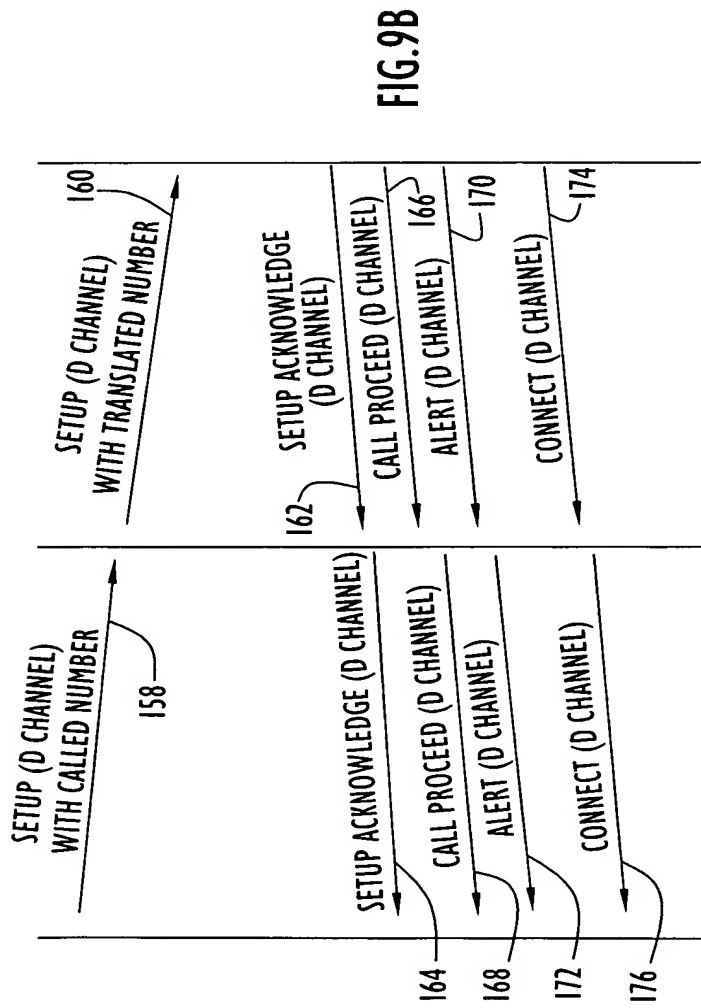 SETUP (D CHANNEL)
WITH CALLED NUMBER
158
SETUP (D CHANNEL)
WITH TRANSLATED NUMBER
160
SETUP ACKNOWLEDGE
(D CHANNEL)
162
SETUP ACKNOWLEDGE (D CHANNEL)
164
CALL PROCEED (D CHANNEL)
166
CALL PROCEED (D CHANNEL)
168
ALERT (D CHANNEL)
170
ALERT (D CHANNEL)
172
CONNECT (D CHANNEL)
174
CONNECT (D CHANNEL)
176
FIG.9B